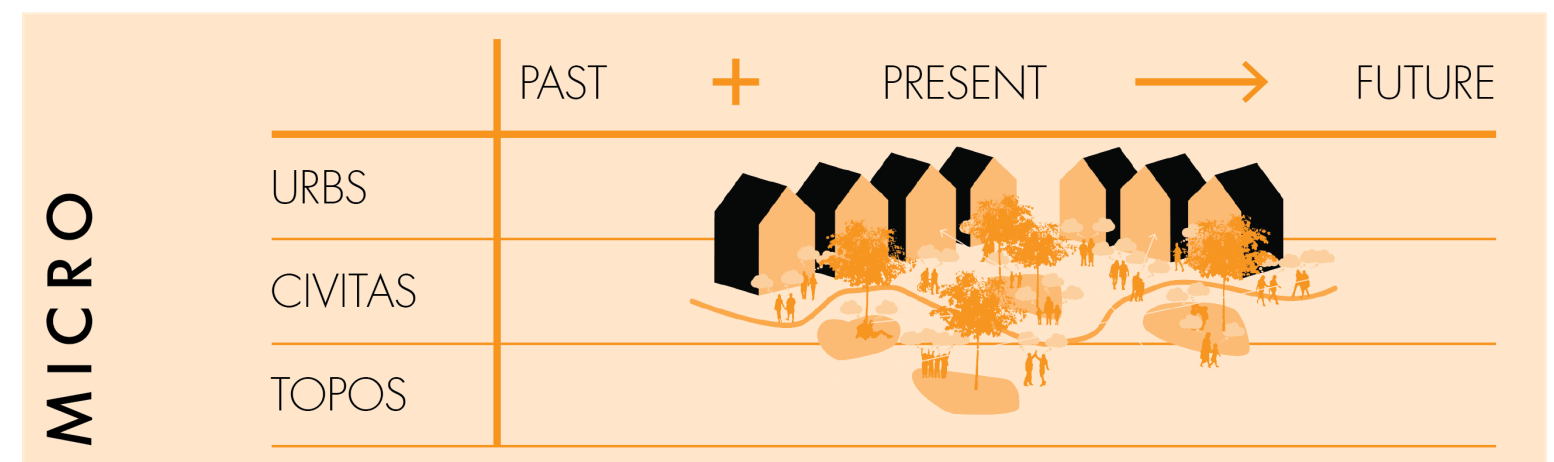 PAST + PRESENT → FUTURE
MICRO
URBS
CIVITAS
TOPOS